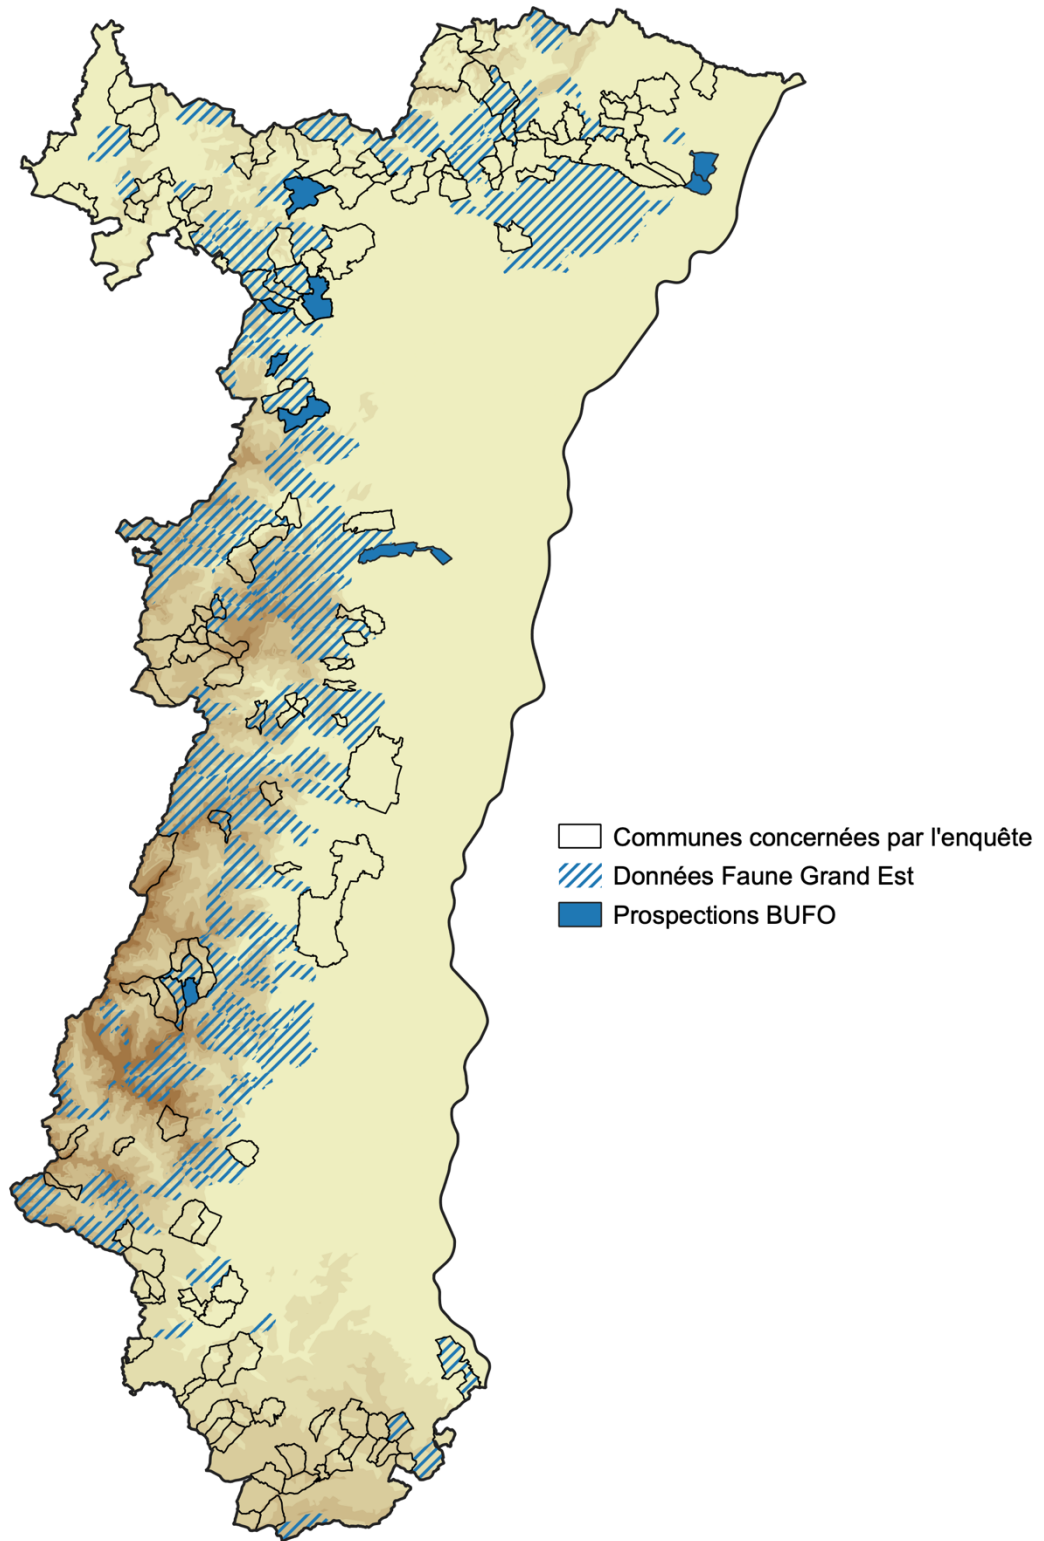 Communes concernées par l'enquête
Données Faune Grand Est
Prospections BUFO